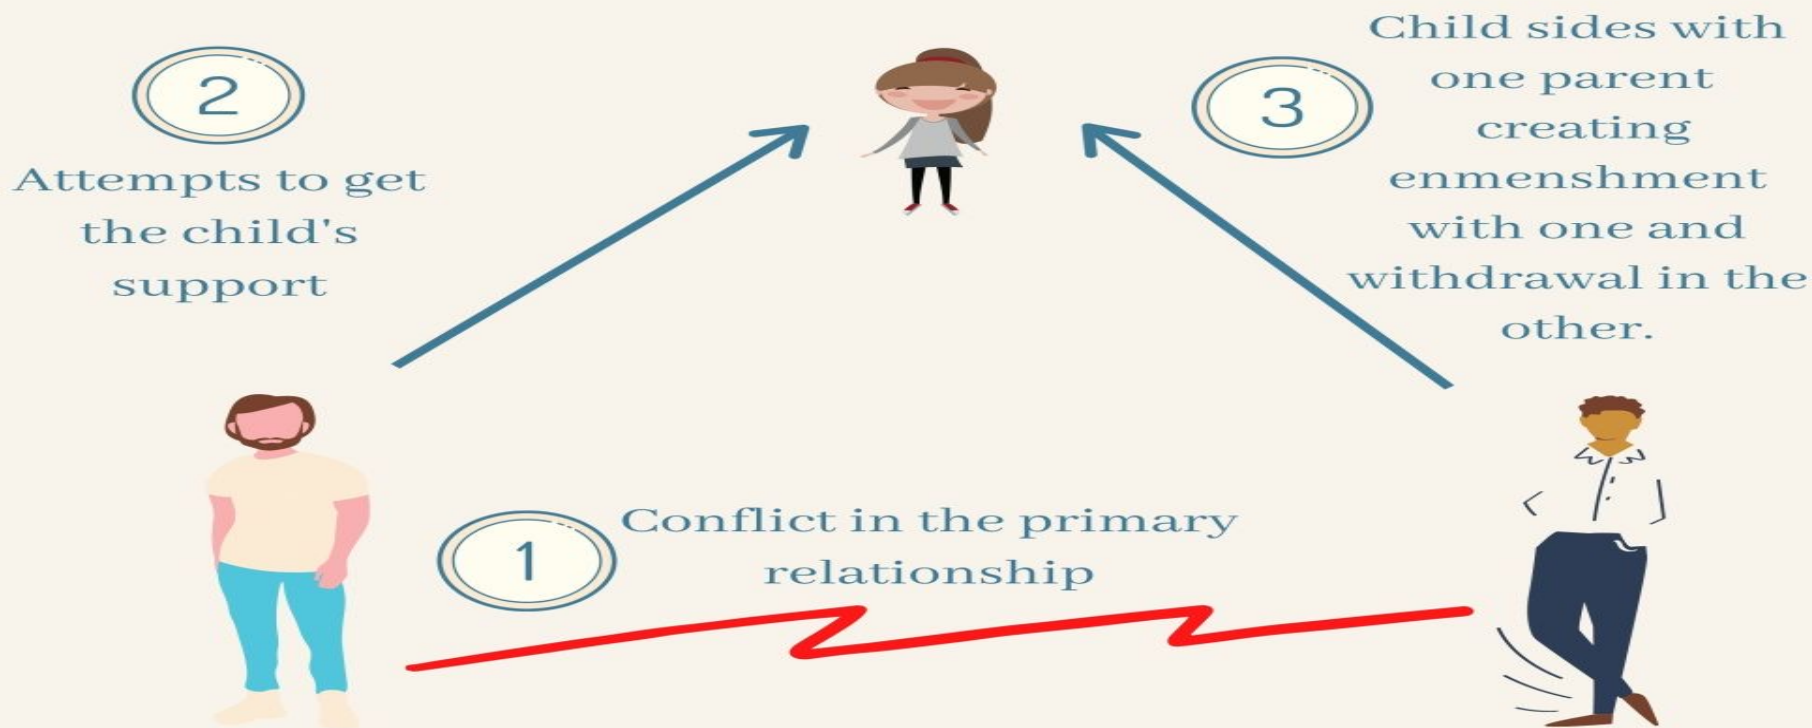 2
Attempts to get
the child's
support
3
Child sides with
one parent
creating
enmenshment
with one and
withdrawal in the
other.
1
Conflict in the primary
relationship